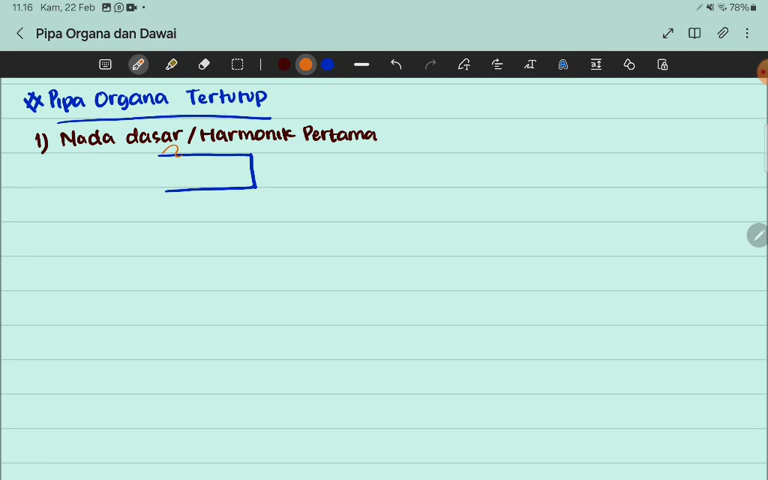 11.16 Kam, 22 Feb
78%
Pipa Organa dan Dawai
Pipa Organa Tertutup
1) Nada dasar / Harmonik Pertama